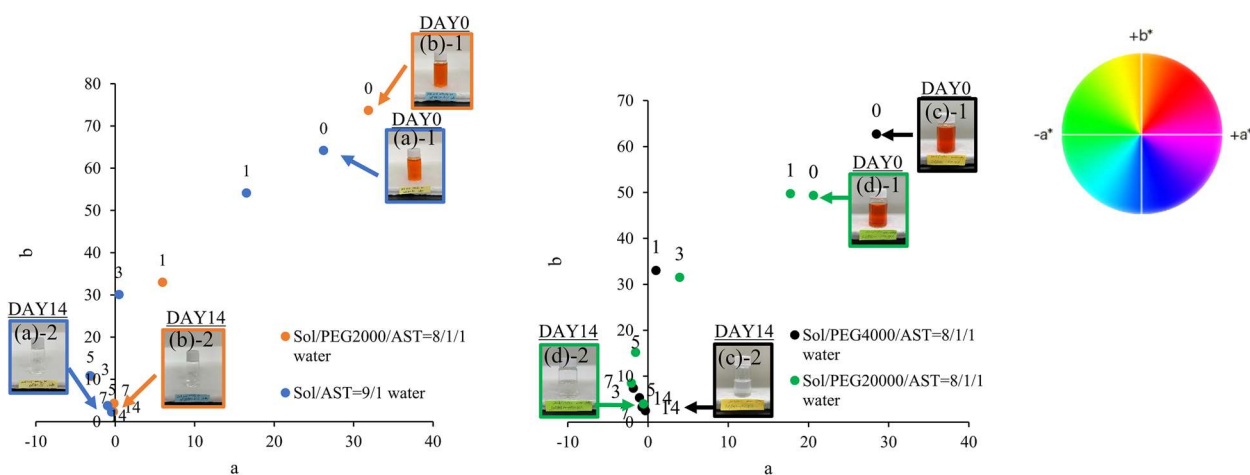 DAY0
(b)-1
0
DAY0
(a)-1
0
1
3
1
DAY14
(a)-2
DAY14
(b)-2
5
3
5
7
7
14
14
80
70
60
50
40
30
20
10
0
-10
0
10
20
30
40
b
a
Sol/PEG2000/AST=8/1/1
water
Sol/AST=9/1 water
DAY0
(c)-1
0
DAY0
(d)-1
1
0
1
3
DAY14
(d)-2
DAY14
(c)-2
5
7
3
5
14
7
14
70
60
50
40
30
20
10
0
-10
0
10
20
30
40
b
a
Sol/PEG4000/AST=8/1/1
water
Sol/PEG20000/AST=8/1/1
water
+b*
-a*
+a*